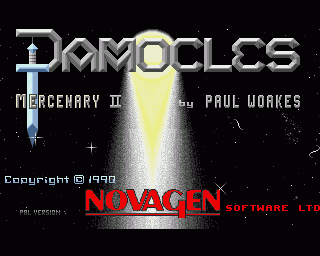 DAMOCLES
MERCENARY II by PAUL WOAKES
Copyright © 1990
NOVAGEN SOFTWARE LTD
PAL VERSION